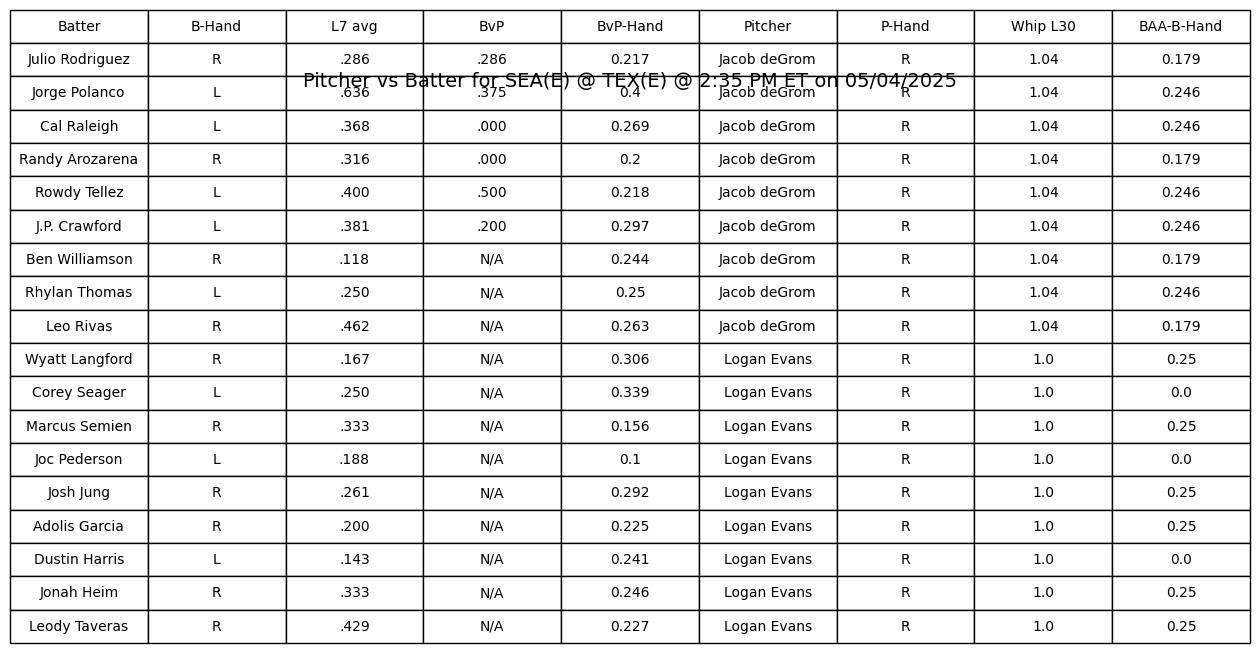 Batter B-Hand L7 avg BvP BvP-Hand Pitcher P-Hand Whip L30 BAA-B-Hand
Julio Rodriguez R .286 .286 0.217 Jacob deGrom R 1.04 0.179
Pitcher vs Batter for SEA(E) @ TEX(E) @ 2:35 PM ET on 05/04/2025
Jorge Polanco L .636 .375 0.4 Jacob deGrom R 1.04 0.246
Cal Raleigh L .368 .000 0.269 Jacob deGrom R 1.04 0.246
Randy Arozarena R .316 .000 0.2 Jacob deGrom R 1.04 0.179
Rowdy Tellez L .400 .500 0.218 Jacob deGrom R 1.04 0.246
J.P. Crawford L .381 .200 0.297 Jacob deGrom R 1.04 0.246
Ben Williamson R .118 N/A 0.244 Jacob deGrom R 1.04 0.179
Rhylan Thomas L .250 N/A 0.25 Jacob deGrom R 1.04 0.246
Leo Rivas R .462 N/A 0.263 Jacob deGrom R 1.04 0.179
Wyatt Langford R .167 N/A 0.306 Logan Evans R 1.0 0.25
Corey Seager L .250 N/A 0.339 Logan Evans R 1.0 0.0
Marcus Semien R .333 N/A 0.156 Logan Evans R 1.0 0.25
Joc Pederson L .188 N/A 0.1 Logan Evans R 1.0 0.0
Josh Jung R .261 N/A 0.292 Logan Evans R 1.0 0.25
Adolis Garcia R .200 N/A 0.225 Logan Evans R 1.0 0.25
Dustin Harris L .143 N/A 0.241 Logan Evans R 1.0 0.0
Jonah Heim R .333 N/A 0.246 Logan Evans R 1.0 0.25
Leody Taveras R .429 N/A 0.227 Logan Evans R 1.0 0.25